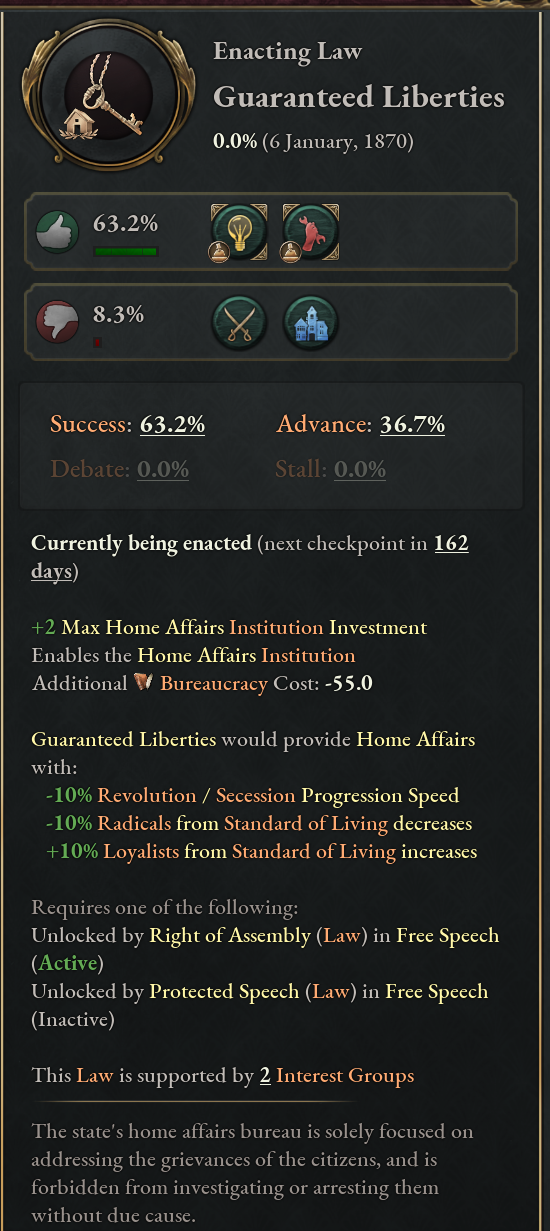 Enacting Law
Guaranteed Liberties
0.0% (6 January, 1870)
63.2%
8.3%
Success: 63.2% Advance: 36.7%
Debate: 0.0% Stall: 0.0%
Currently being enacted (next checkpoint in 162
days)
+2 Max Home Affairs Institution Investment
Enables the Home Affairs Institution
Additional Bureaucracy Cost: -55.0
Guaranteed Liberties would provide Home Affairs
with:
-10% Revolution / Secession Progression Speed
-10% Radicals from Standard of Living decreases
+10% Loyalists from Standard of Living increases
Requires one of the following:
Unlocked by Right of Assembly (Law) in Free Speech
(Active)
Unlocked by Protected Speech (Law) in Free Speech
(Inactive)
This Law is supported by 2 Interest Groups
The state's home affairs bureau is solely focused on
addressing the grievances of the citizens, and is
forbidden from investigating or arresting them
without due cause.